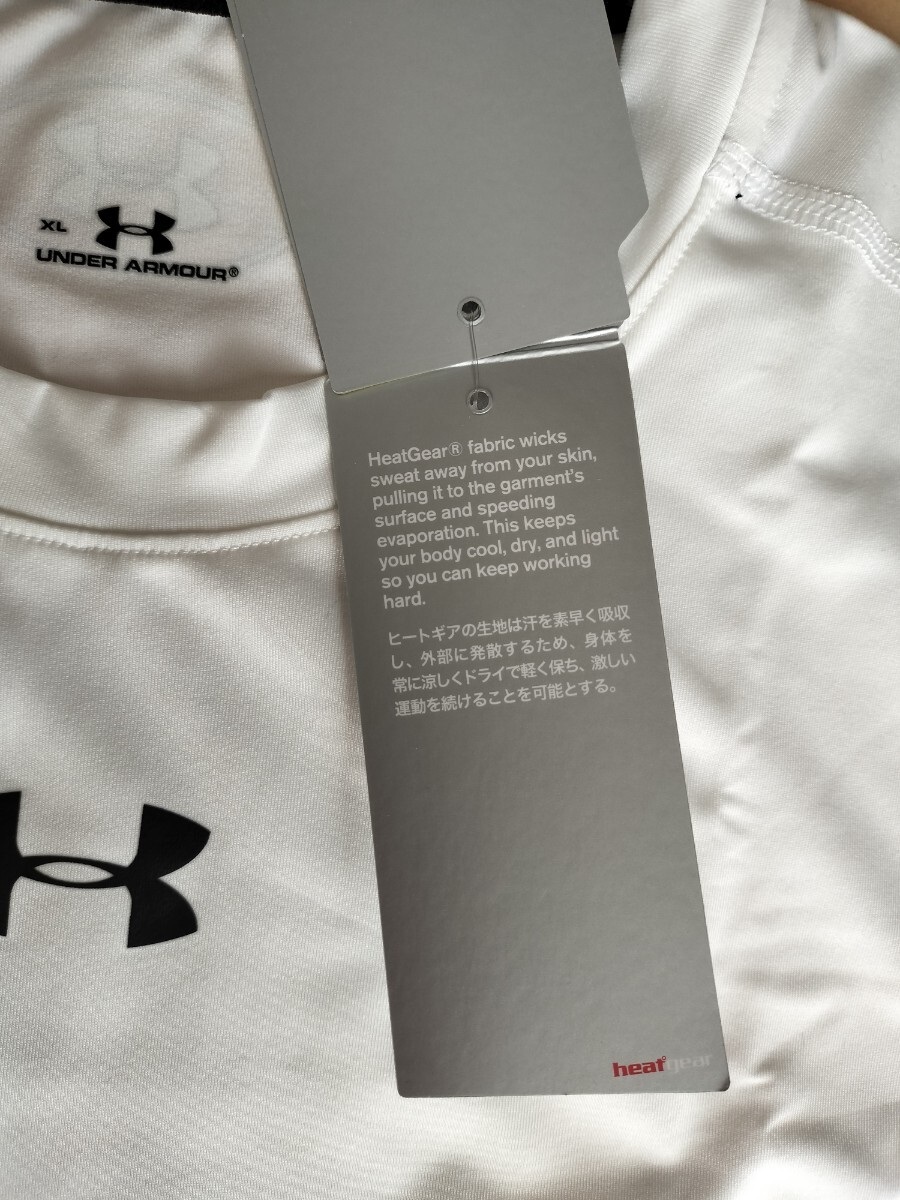 XL
UNDER ARMOUR®
HeatGear® fabric wicks
sweat away from your skin,
pulling it to the garment's
surface and speeding
evaporation. This keeps
your body cool, dry, and light
so you can keep working
hard.
ヒートギアの生地は汗を素早く吸収
し、外部に発散するため、身体を
常に涼しくドライで軽く保ち、激しい
運動を続けることを可能とする。
heatgear